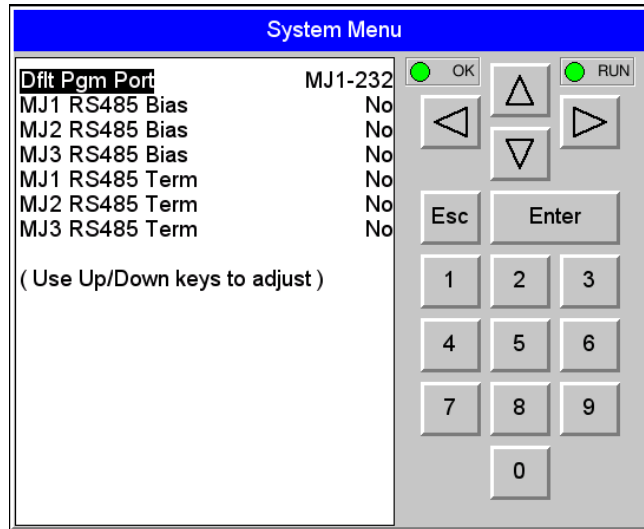 System Menu
Dflt Pgm Port MJ1-232
MJ1 RS485 Bias No
MJ2 RS485 Bias No
MJ3 RS485 Bias No
MJ1 RS485 Term No
MJ2 RS485 Term No
MJ3 RS485 Term No
( Use Up/Down keys to adjust )
OK RUN
Esc Enter
1 2 3
4 5 6
7 8 9
0